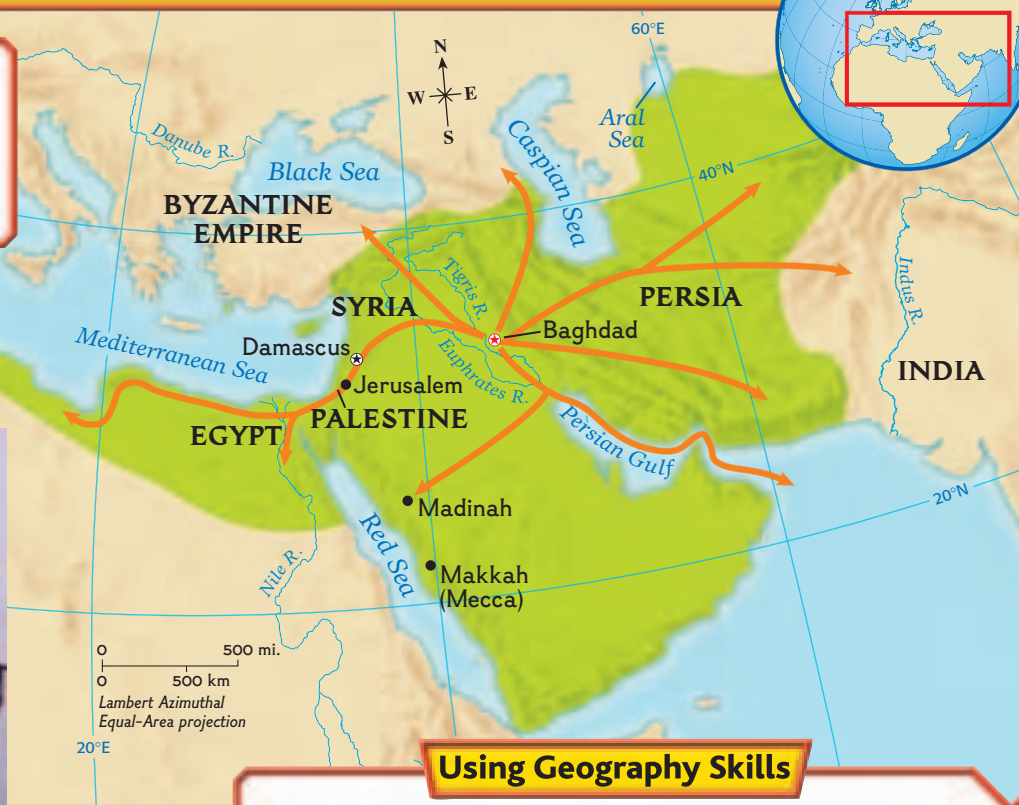 60°E
N
W E
S
Aral
Sea
Caspian Sea
40°N
Danube R.
Black Sea
BYZANTINE
EMPIRE
Tigris R.
Indus R.
SYRIA
PERSIA
Baghdad
Mediterranean Sea
Damascus
Euphrates R.
INDIA
Jerusalem
PALESTINE
EGYPT
Persian Gulf
20°N
Madinah
Red Sea
Nile R.
Makkah
(Mecca)
0 500 mi.
0 500 km
Lambert Azimuthal
Equal-Area projection
20°E
Using Geography Skills